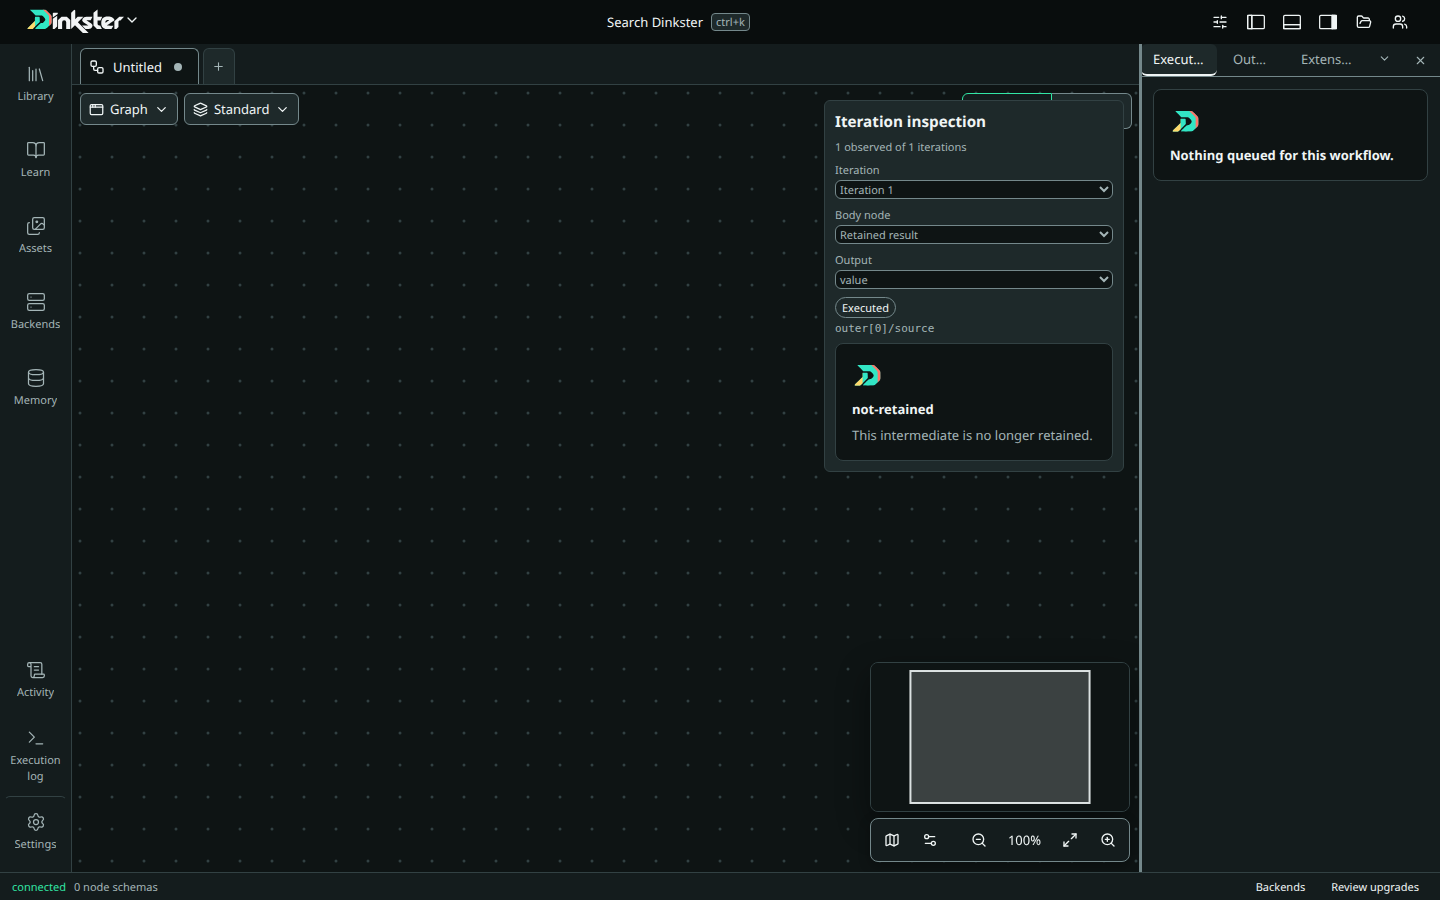 Dinkster
Search Dinkster ctrl+k
Library
Learn
Assets
Backends
Memory
Activity
Execution
log
Settings
Untitled
Graph
Standard
Iteration inspection
1 observed of 1 iterations
Iteration
Iteration 1
Body node
Retained result
Output
value
Executed
outer[0]/source
not-retained
This intermediate is no longer retained.
100%
Execut...
Out...
Extens...
Nothing queued for this workflow.
connected
0 node schemas
Backends
Review upgrades